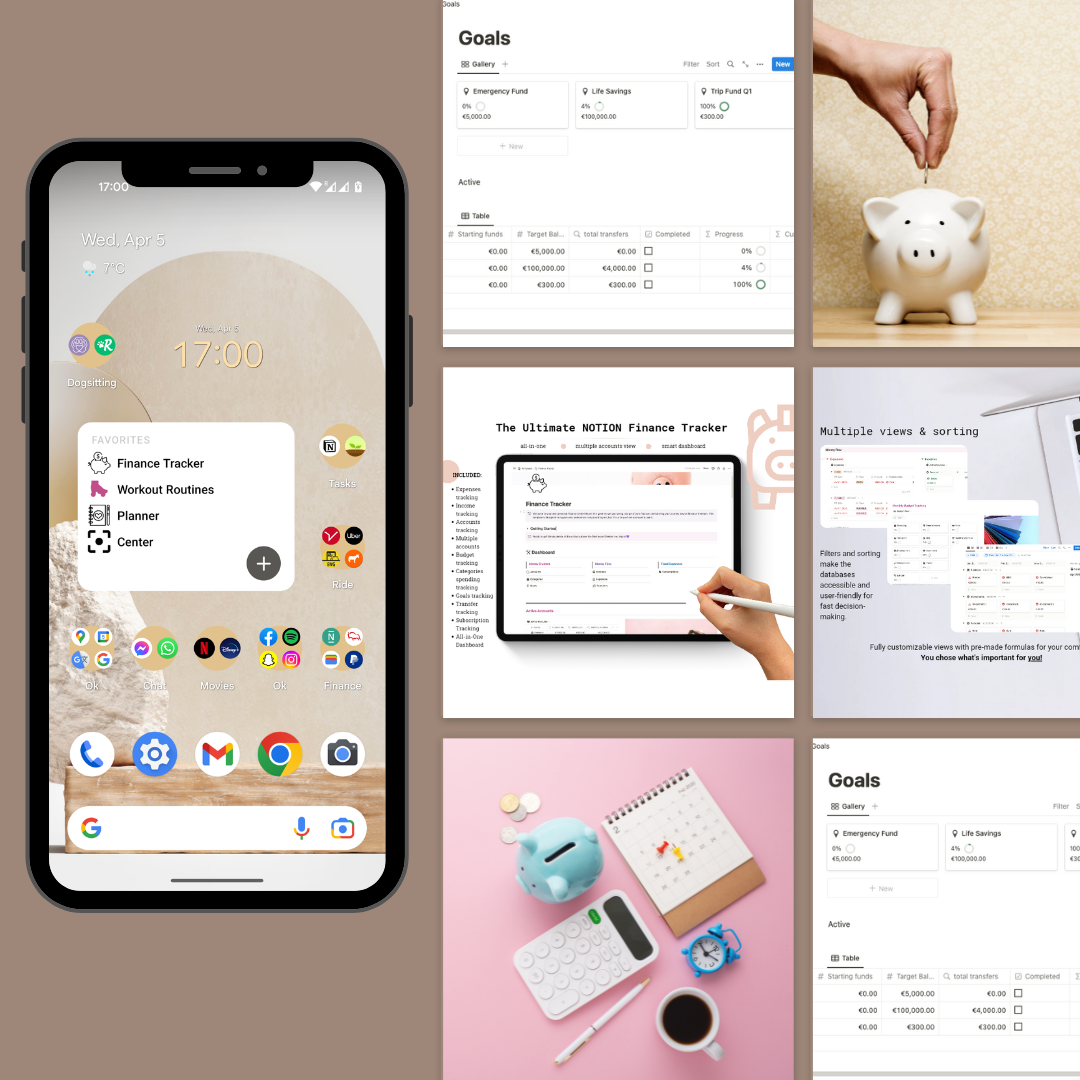 17:00
Wed, Apr 5
7°C
Wed, Apr 5
17:00
Dogsitting
FAVORITES
Finance Tracker
Workout Routines
Planner
Center
Tasks
Uber
Ride
Disney+
Ok
Chat
Movies
Ok
Finance
Goals
Goals
Gallery
Filter Sort New
Emergency Fund
0%
€5,000.00
Life Savings
4%
€100,000.00
Trip Fund Q1
100%
€300.00
New
Active
Table
Starting funds Target Bal... total transfers Completed Progress Cu
€0.00 €5,000.00 €0.00 0%
€0.00 €100,000.00 €4,000.00 4%
€0.00 €300.00 €300.00 100%
The Ultimate NOTION Finance Tracker
all-in-one multiple accounts view smart dashboard
INCLUDED:
Expenses
tracking
Income
tracking
Accounts
tracking
Multiple
accounts
Budget
tracking
Categories
spending
tracking
Goals tracking
Transfer
tracking
Subscription
Tracking
All-in-One
Dashboard
Finance Tracker
Getting Started
Dashboard
Multiple views & sorting
Filters and sorting
make the
databases
accessible and
user-friendly for
fast decision-
making.
Fully customizable views with pre-made formulas for your com
You chose what's important for you!
2
Goals
Goals
Gallery
Filter S
Emergency Fund
0%
€5,000.00
Life Savings
4%
€100,000.00
100
€30
New
Active
Table
Starting funds Target Bal... total transfers Completed
€0.00 €5,000.00 €0.00
€0.00 €100,000.00 €4,000.00
€0.00 €300.00 €300.00